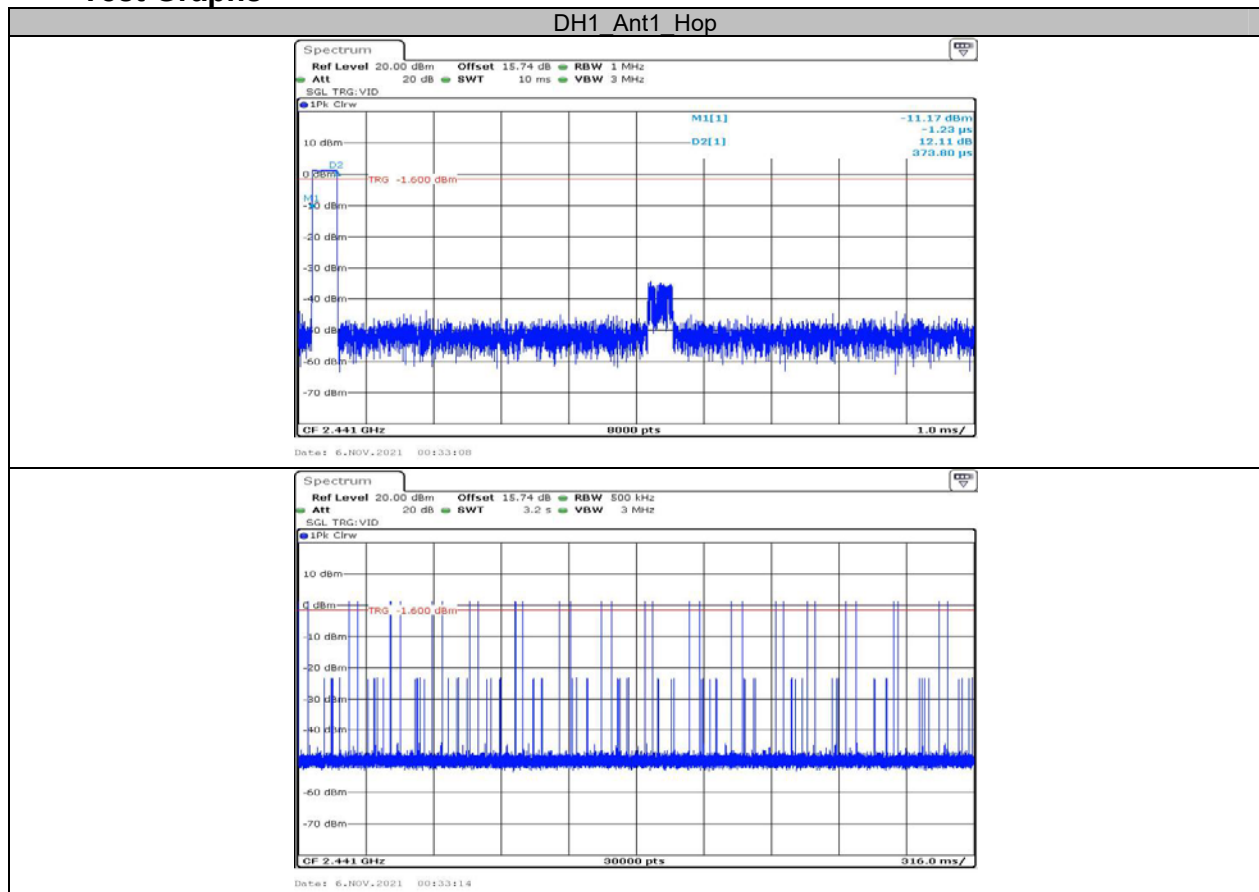 Test Graphs
DH1_Ant1_Hop
Spectrum
Ref Level 20.00 dBm Offset 15.74 dB RBW 1 MHz
Att 20 dB SWT 10 ms VBW 3 MHz
SGL TRG:VID
1Pk Clrw
M1[1] -11.17 dBm
-1.23 µs
D2[1] 12.11 dB
373.80 µs
10 dBm
D2
0 dBm
TRG -1.600 dBm
M1
-10 dBm
-20 dBm
-30 dBm
-40 dBm
-50 dBm
-60 dBm
-70 dBm
CF 2.441 GHz 8000 pts 1.0 ms/
Date: 6.NOV.2021 00:33:08
Spectrum
Ref Level 20.00 dBm Offset 15.74 dB RBW 500 kHz
Att 20 dB SWT 3.2 s VBW 3 MHz
SGL TRG:VID
1Pk Clrw
10 dBm
0 dBm
TRG -1.600 dBm
-10 dBm
-20 dBm
-30 dBm
-40 dBm
-60 dBm
-70 dBm
CF 2.441 GHz 30000 pts 316.0 ms/
Date: 6.NOV.2021 00:33:14